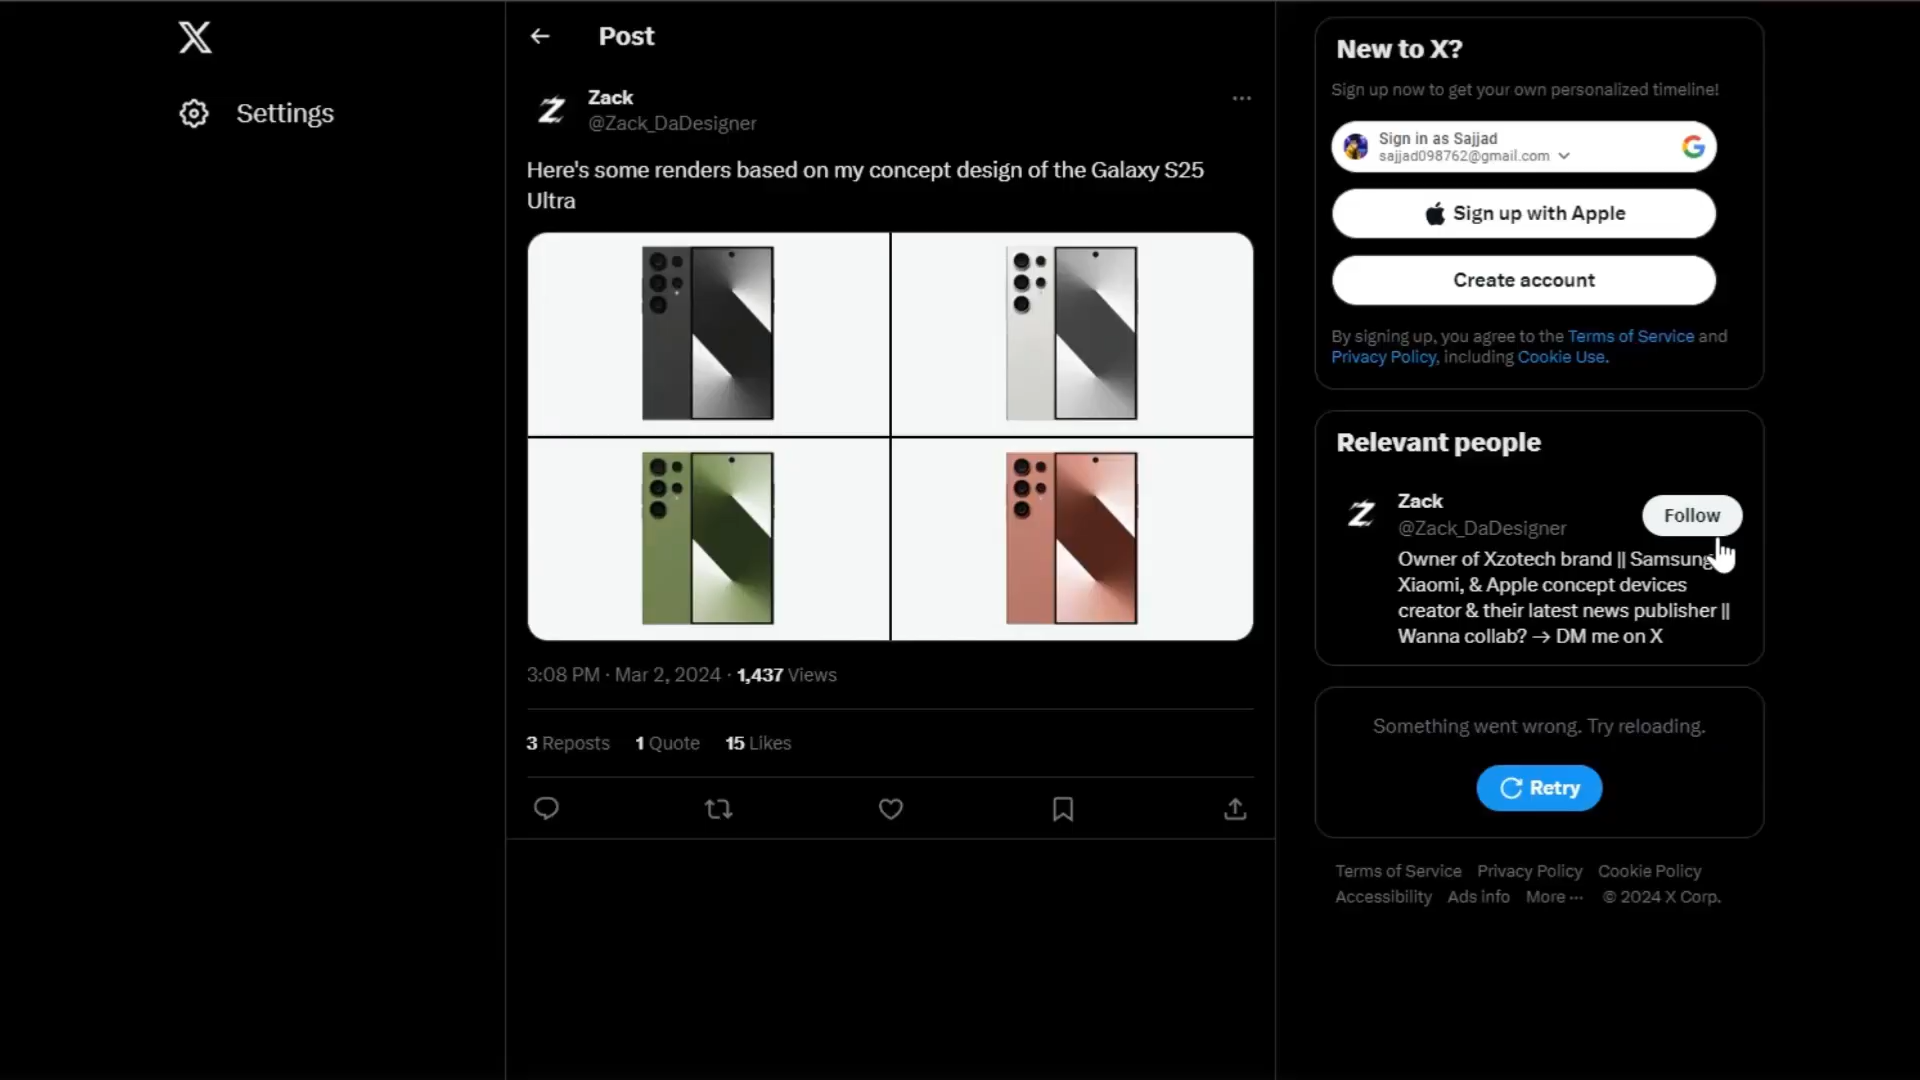 Settings
Post
Zack
@Zack_DaDesigner
Here's some renders based on my concept design of the Galaxy S25
Ultra
3:08 PM · Mar 2, 2024 · 1,437 Views
3 Reposts 1 Quote 15 Likes
New to X?
Sign up now to get your own personalized timeline!
Sign in as Sajjad
sajjad098762@gmail.com
Sign up with Apple
Create account
By signing up, you agree to the Terms of Service and
Privacy Policy, including Cookie Use.
Relevant people
Zack
@Zack_DaDesigner
Follow
Owner of Xzotech brand || Samsung
Xiaomi, & Apple concept devices
creator & their latest news publisher ||
Wanna collab? → DM me on X
Something went wrong. Try reloading.
Retry
Terms of Service Privacy Policy Cookie Policy
Accessibility Ads info More ··· © 2024 X Corp.